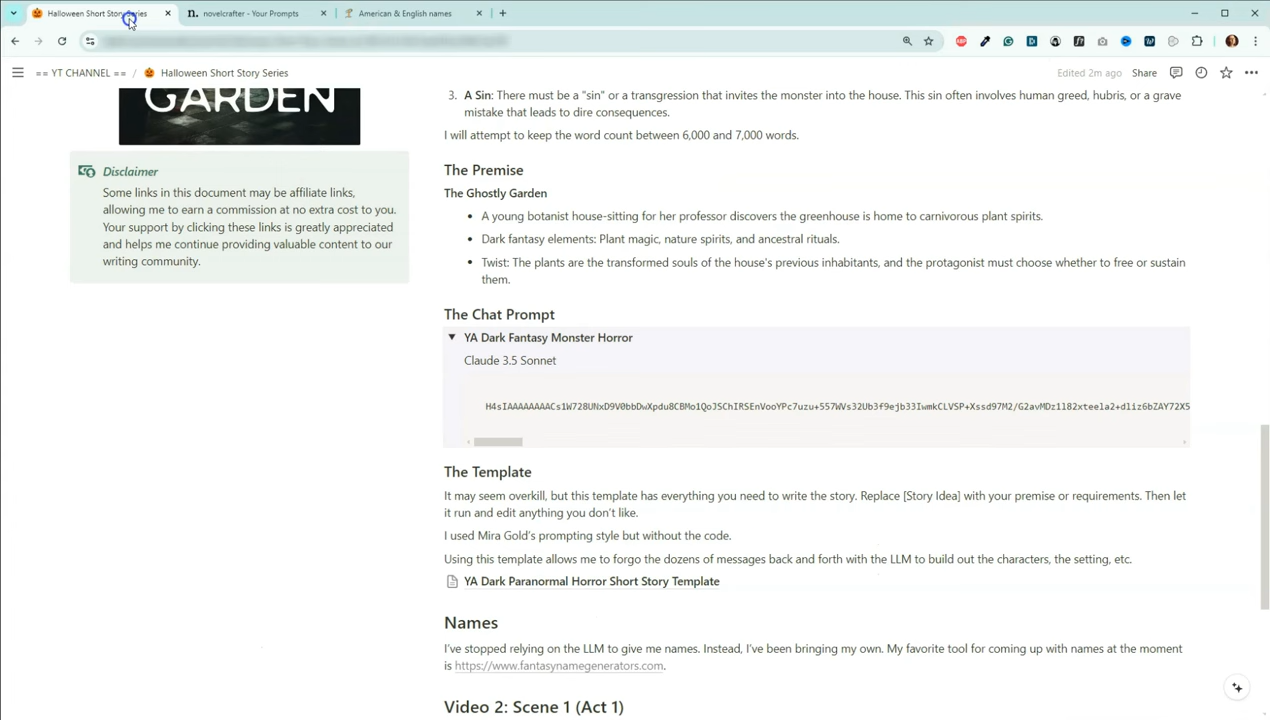 Halloween Short Story Series
novelcrafter - Your Prompts
American & English names
== YT CHANNEL == / Halloween Short Story Series
Edited 2m ago
Share
GARDEN
Disclaimer
Some links in this document may be affiliate links,
allowing me to earn a commission at no extra cost to you.
Your support by clicking these links is greatly appreciated
and helps me continue providing valuable content to our
writing community.
3. A Sin: There must be a "sin" or a transgression that invites the monster into the house. This sin often involves human greed, hubris, or a grave
mistake that leads to dire consequences.
I will attempt to keep the word count between 6,000 and 7,000 words.
The Premise
The Ghostly Garden
• A young botanist house-sitting for her professor discovers the greenhouse is home to carnivorous plant spirits.
• Dark fantasy elements: Plant magic, nature spirits, and ancestral rituals.
• Twist: The plants are the transformed souls of the house's previous inhabitants, and the protagonist must choose whether to free or sustain
them.
The Chat Prompt
YA Dark Fantasy Monster Horror
Claude 3.5 Sonnet
H4sIAAAAAAAACs1W728UNxD9V0bbDwXpdu8CBMo1QoJSChIRSEnVooYPc7uzu+557WVs32Ub3f9ejb33IwmkCLVSP+Xssd97M2/G2avMDz1l82xteela2+dliz6bZAY72X5
The Template
It may seem overkill, but this template has everything you need to write the story. Replace [Story Idea] with your premise or requirements. Then let
it run and edit anything you don't like.
I used Mira Gold's prompting style but without the code.
Using this template allows me to forgo the dozens of messages back and forth with the LLM to build out the characters, the setting, etc.
YA Dark Paranormal Horror Short Story Template
Names
I've stopped relying on the LLM to give me names. Instead, I've been bringing my own. My favorite tool for coming up with names at the moment
is https://www.fantasynamegenerators.com.
Video 2: Scene 1 (Act 1)